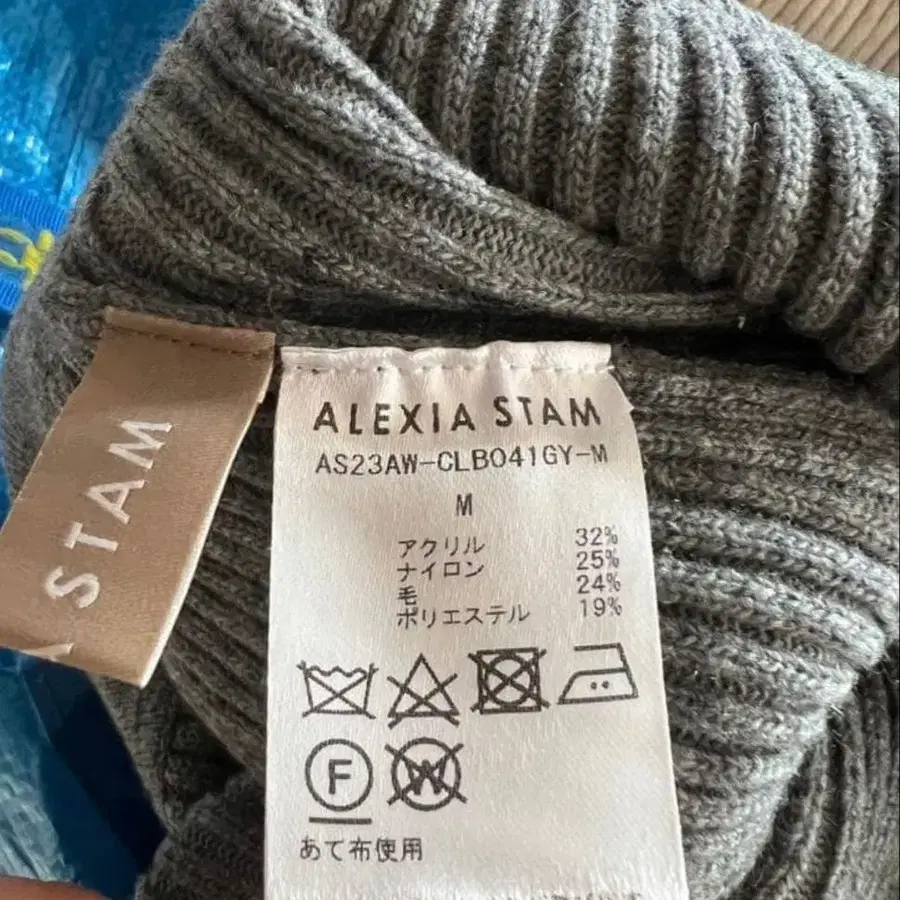 STAM
ALEXIA STAM
AS23AW-CLB041GY-M
M
アクリル 32%
ナイロン 25%
毛 24%
ポリエステル 19%
F W
あて布使用